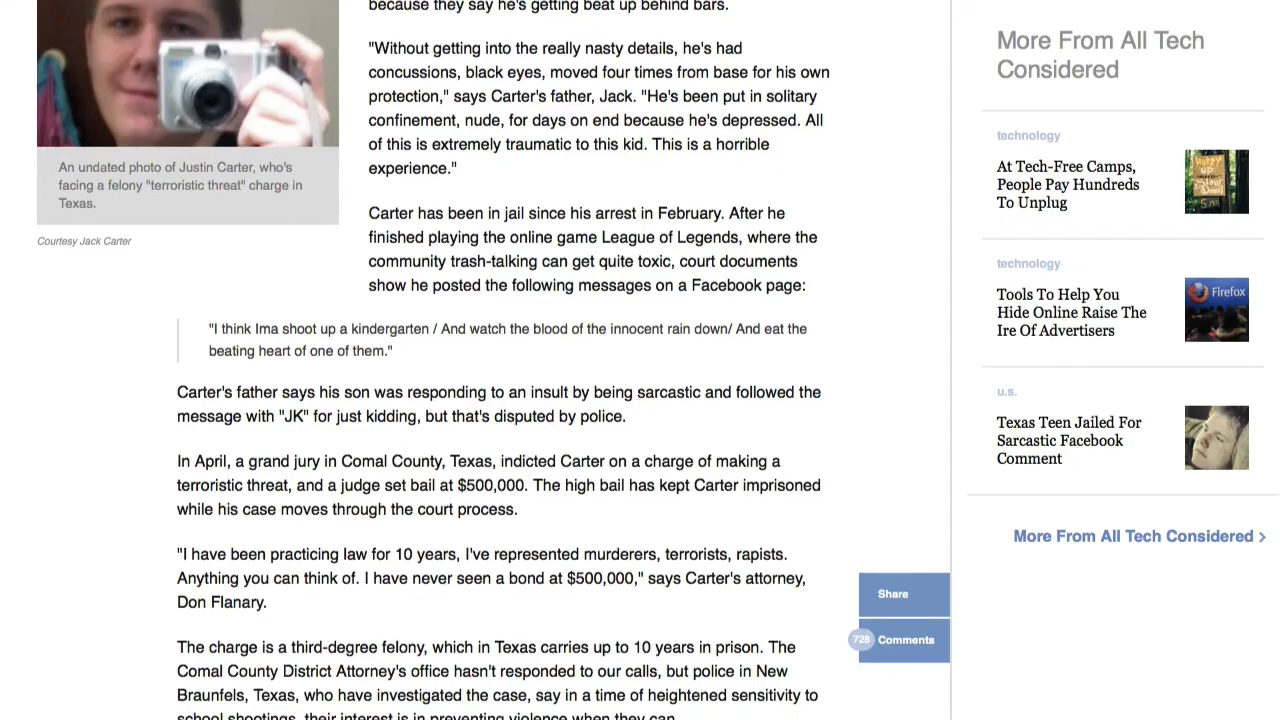 because they say he's getting beat up behind bars.
"Without getting into the really nasty details, he's had
concussions, black eyes, moved four times from base for his own
protection," says Carter's father, Jack. "He's been put in solitary
confinement, nude, for days on end because he's depressed. All
of this is extremely traumatic to this kid. This is a horrible
experience."
An undated photo of Justin Carter, who's
facing a felony "terroristic threat" charge in
Texas.
Courtesy Jack Carter
Carter has been in jail since his arrest in February. After he
finished playing the online game League of Legends, where the
community trash-talking can get quite toxic, court documents
show he posted the following messages on a Facebook page:
"I think Ima shoot up a kindergarten / And watch the blood of the innocent rain down/ And eat the
beating heart of one of them."
Carter's father says his son was responding to an insult by being sarcastic and followed the
message with "JK" for just kidding, but that's disputed by police.
In April, a grand jury in Comal County, Texas, indicted Carter on a charge of making a
terroristic threat, and a judge set bail at $500,000. The high bail has kept Carter imprisoned
while his case moves through the court process.
"I have been practicing law for 10 years, I've represented murderers, terrorists, rapists.
Anything you can think of. I have never seen a bond at $500,000," says Carter's attorney,
Don Flanary.
The charge is a third-degree felony, which in Texas carries up to 10 years in prison. The
Comal County District Attorney's office hasn't responded to our calls, but police in New
Braunfels, Texas, who have investigated the case, say in a time of heightened sensitivity to
school shootings, their interest is in preventing violence when they can.
Share
728 Comments
More From All Tech
Considered
technology
At Tech-Free Camps,
People Pay Hundreds
To Unplug
HURRY
UP
AND
Slow
Down
technology
Tools To Help You
Hide Online Raise The
Ire Of Advertisers
Firefox
u.s.
Texas Teen Jailed For
Sarcastic Facebook
Comment
More From All Tech Considered >